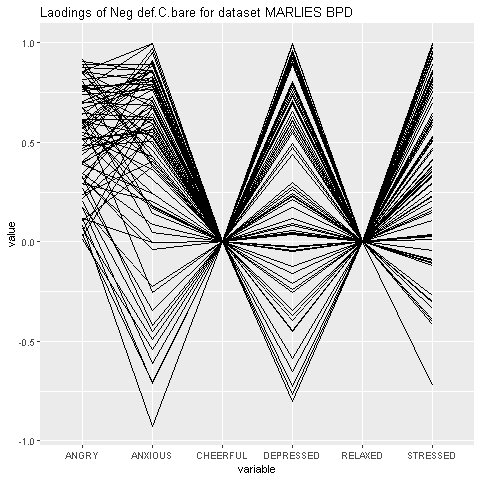 Laodings of Neg def.C.bare for dataset MARLIES BPD
1.0
0.5
0.0
-0.5
-1.0
value
ANGRY ANXIOUS CHEERFUL DEPRESSED RELAXED STRESSED
variable